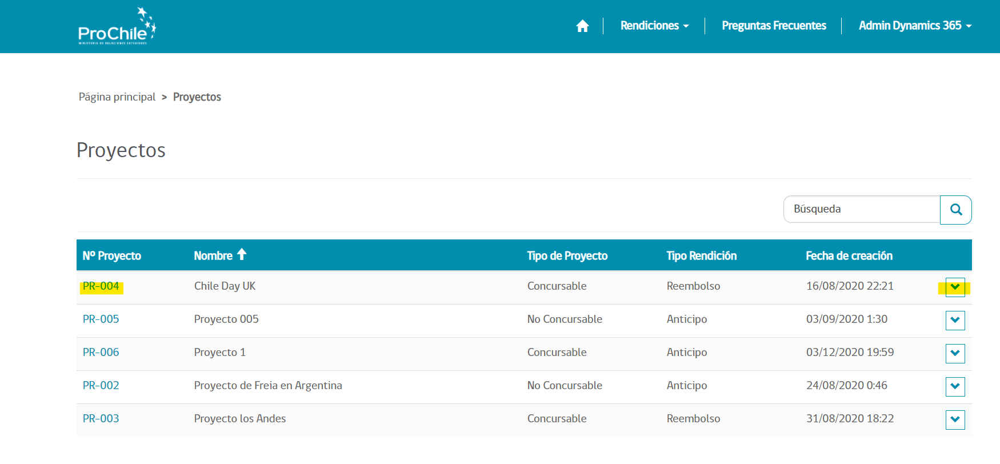 ProChile
MINISTERIO DE RELACIONES EXTERIORES
Rendiciones
Preguntas Frecuentes
Admin Dynamics 365
Página principal > Proyectos
Proyectos
Búsqueda
Nº Proyecto Nombre Tipo de Proyecto Tipo Rendición Fecha de creación
PR-004 Chile Day UK Concursable Reembolso 16/08/2020 22:21
PR-005 Proyecto 005 No Concursable Anticipo 03/09/2020 1:30
PR-006 Proyecto 1 Concursable Anticipo 03/12/2020 19:59
PR-002 Proyecto de Freia en Argentina No Concursable Anticipo 24/08/2020 0:46
PR-003 Proyecto los Andes Concursable Reembolso 31/08/2020 18:22